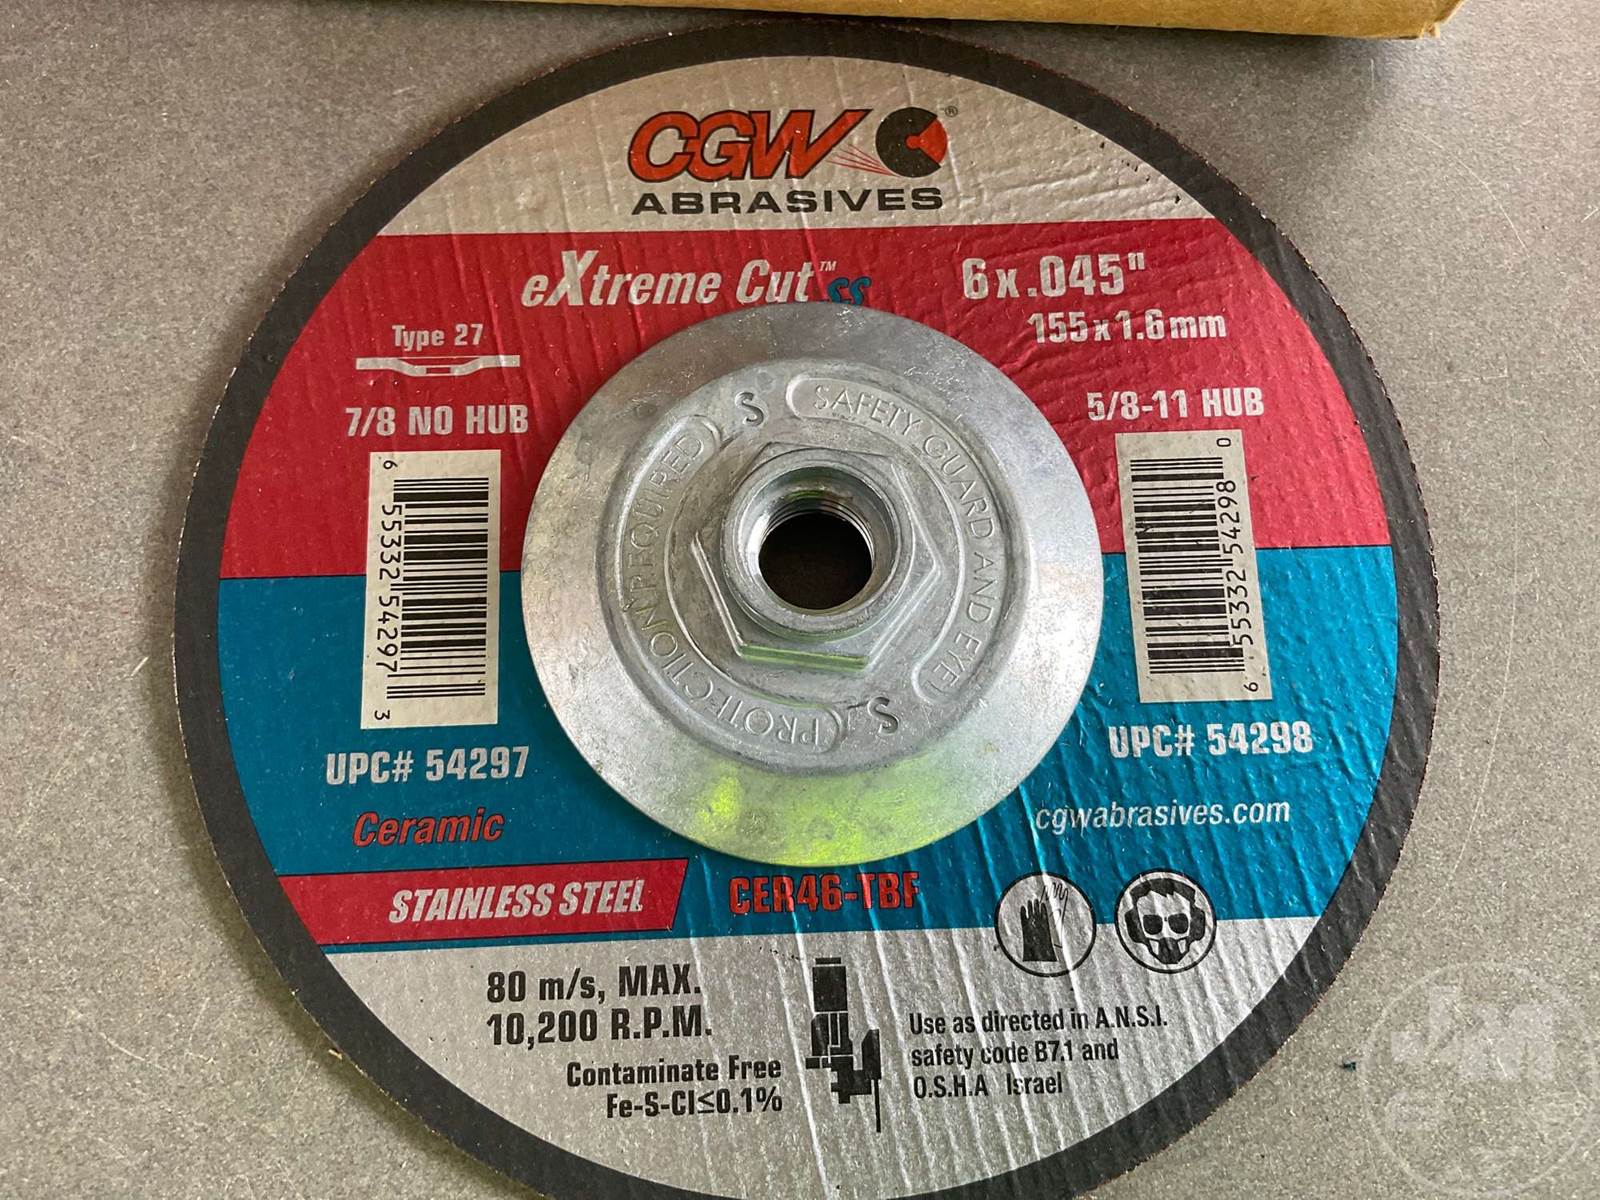 CGW
®
ABRASIVES
eXtreme Cut™ SS
6 x .045"
155 x 1.6 mm
Type 27
7/8 NO HUB
5/8-11 HUB
6 55332 54297 3
6 55332 54298 0
S
SAFETY GUARD AND EYE
S
PROTECTION REQUIRED
UPC# 54297
UPC# 54298
Ceramic
cgwabrasives.com
STAINLESS STEEL
CER46-TBF
80 m/s, MAX.
10,200 R.P.M.
Contaminate Free
Fe-S-Cl≤0.1%
Use as directed in A.N.S.I.
safety code B7.1 and
O.S.H.A Israel